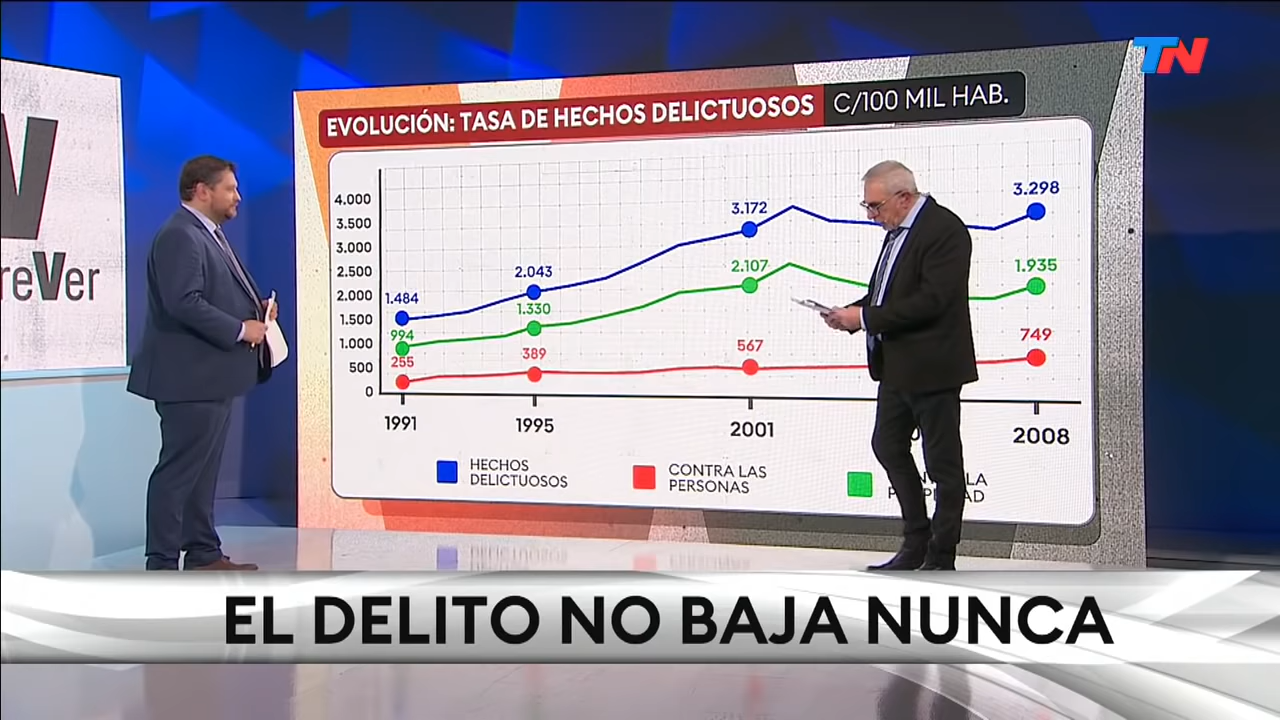 TN
V
reVer
EVOLUCIÓN: TASA DE HECHOS DELICTUOSOS C/100 MIL HAB.
4.000
3.500
3.000
2.500
2.000
1.500
1.000
500
0
1.484
2.043
3.172
3.298
994
1.330
2.107
1.935
255
389
567
749
1991
1995
2001
2008
HECHOS
DELICTUOSOS
CONTRA LAS
PERSONAS
LA
EL DELITO NO BAJA NUNCA